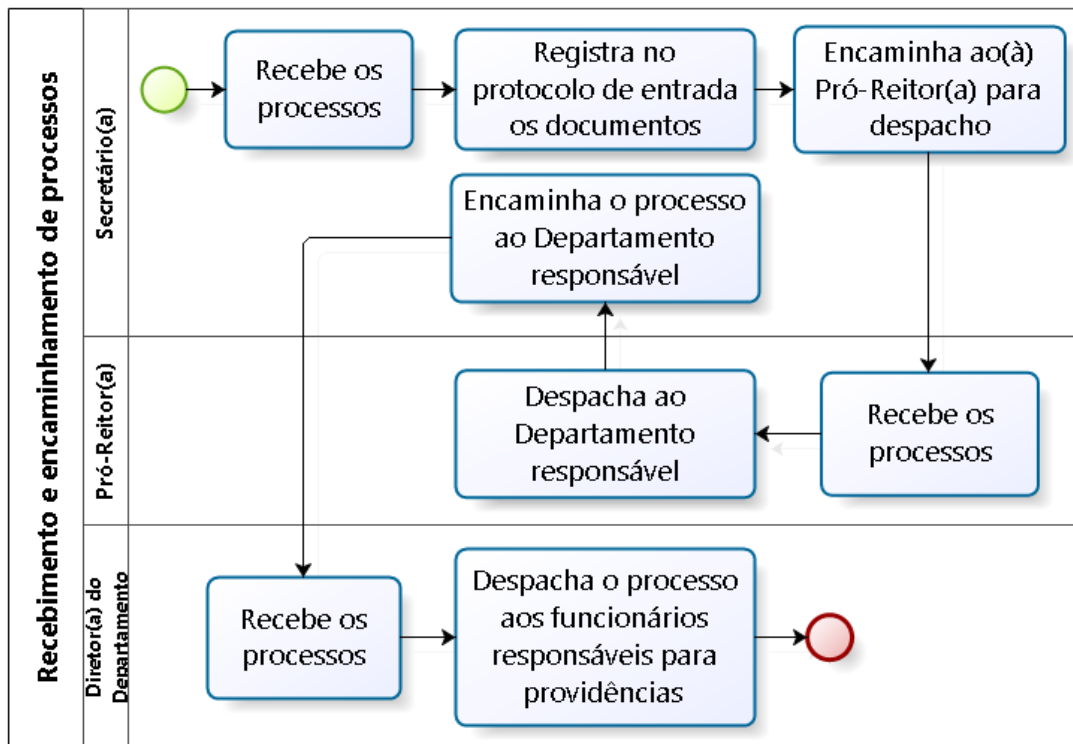 Recebimento e encaminhamento de processos
Secretário(a)
Recebe os
processos
Registra no
protocolo de entrada
os documentos
Encaminha ao(à)
Pró-Reitor(a) para
despacho
Encaminha o processo
ao Departamento
responsável
Pró-Reitor(a)
Despacha ao
Departamento
responsável
Recebe os
processos
Diretor(a) do
Departamento
Recebe os
processos
Despacha o processo
aos funcionários
responsáveis para
providências